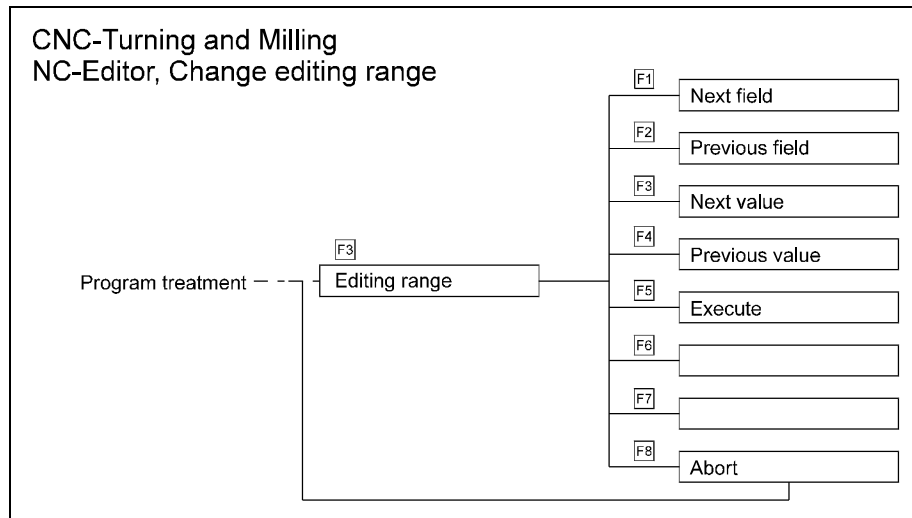 CNC-Turning and Milling
NC-Editor, Change editing range
F1
Next field
F2
Previous field
F3
Next value
F4
Previous value
F3
Program treatment
Editing range
F5
Execute
F6
F7
F8
Abort